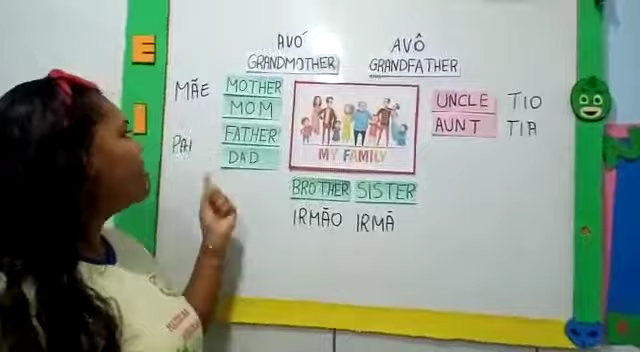 AVÓ AVÔ
GRANDMOTHER GRANDFATHER
MÃE MOTHER
MOM
PAI FATHER
DAD
MY FAMILY
UNCLE TIO
AUNT TIA
BROTHER SISTER
IRMÃO IRMÃ
E
I